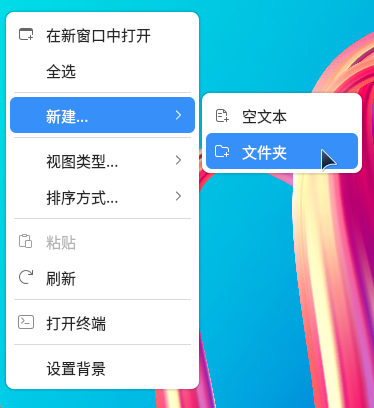 在新窗口中打开
全选
新建...
空文本
文件夹
视图类型...
排序方式...
粘贴
刷新
打开终端
设置背景